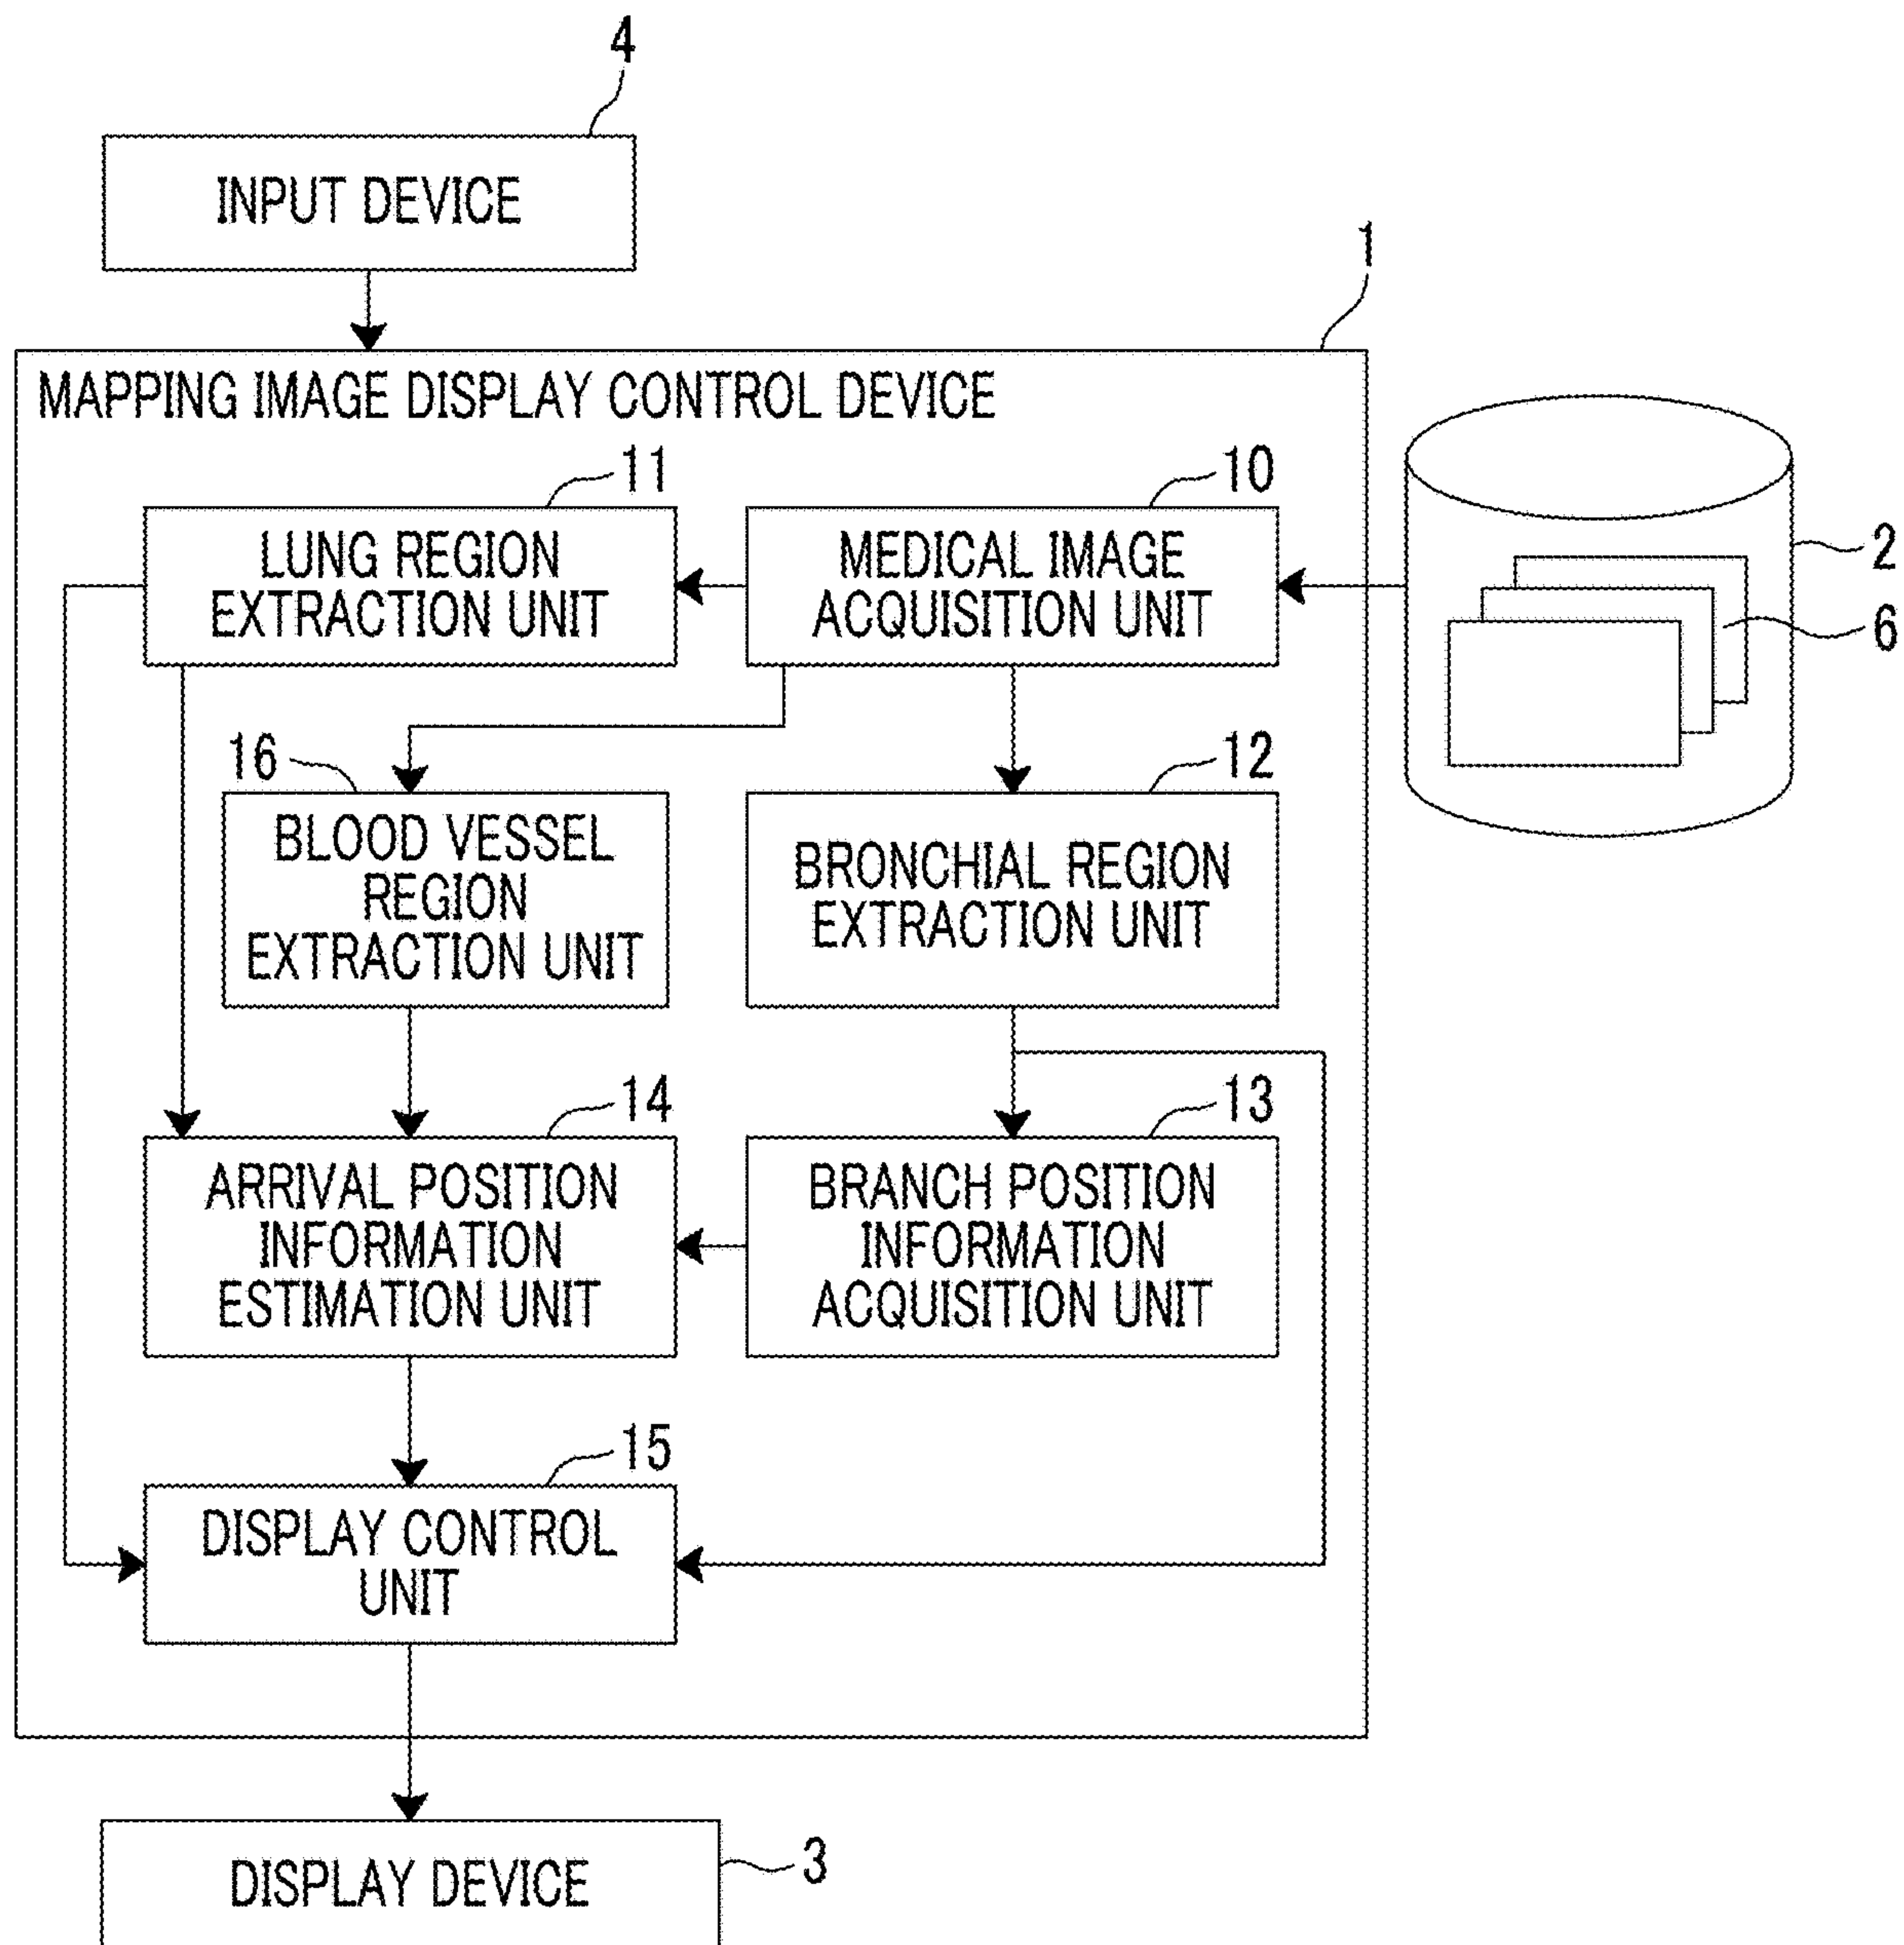 4
INPUT DEVICE
1
MAPPING IMAGE DISPLAY CONTROL DEVICE
11
10
LUNG REGION
EXTRACTION UNIT
MEDICAL IMAGE
ACQUISITION UNIT
2
6
16
12
BLOOD VESSEL
REGION
EXTRACTION UNIT
BRONCHIAL REGION
EXTRACTION UNIT
14
13
ARRIVAL POSITION
INFORMATION
ESTIMATION UNIT
BRANCH POSITION
INFORMATION
ACQUISITION UNIT
15
DISPLAY CONTROL
UNIT
DISPLAY DEVICE
3